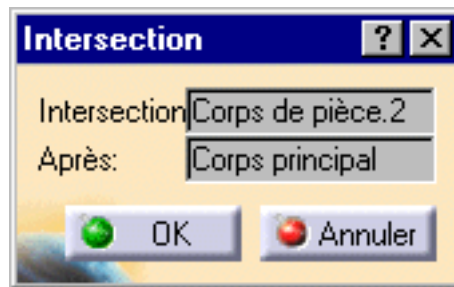 Intersection ? X
Intersection Corps de pièce.2
Après: Corps principal
OK Annuler